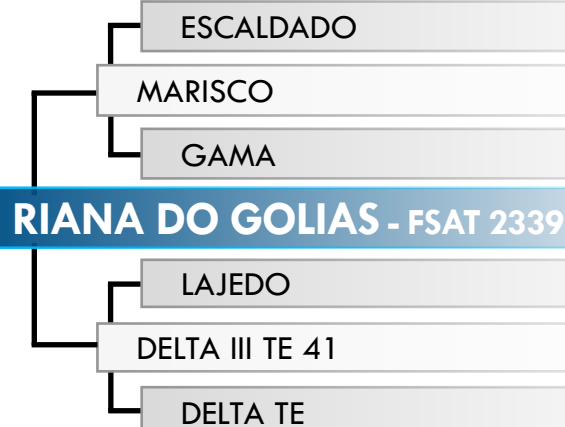 ESCALDADO
MARISCO
GAMA
RIANA DO GOLIAS - FSAT 2339
LAJEDO
DELTA III TE 41
DELTA TE